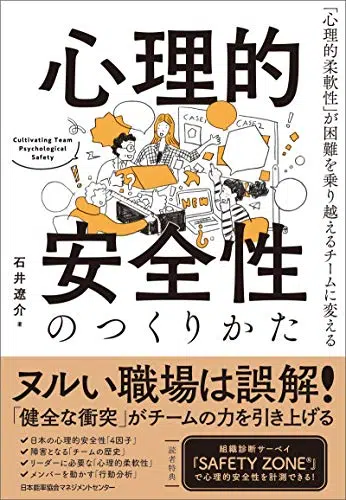 「心理的柔軟性」が困難を乗り越えるチームに変える
心理的
Cultivating Team
Psychological
Safety
CASE1
CASE2
NEW
安全性
のつくりかた
石井遼介 著
ヌルい職場は誤解!
「健全な衝突」がチームの力を引き上げる
✓日本の心理的安全性「4因子」
✓障害となる「チームの歴史」
✓リーダーに必要な「心理的柔軟性」
✓メンバーを動かす「行動分析」
日本能率協会マネジメントセンター
読者特典
組織診断サーベイ
「SAFETY ZONE®」
で心理的安全性を計測できる!